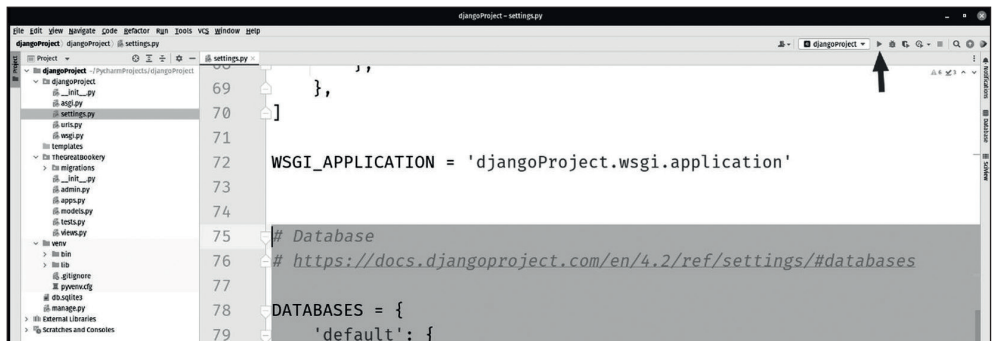 djangoProject – settings.py
File Edit View Navigate Code Refactor Run Tools VCS Window Help
djangoProject djangoProject settings.py
djangoProject
Project
settings.py
Project
djangoProject ~/PycharmProjects/djangoProject
djangoProject
__init__.py
asgi.py
settings.py
urls.py
wsgi.py
templates
TheGreatBookery
migrations
__init__.py
admin.py
apps.py
models.py
tests.py
views.py
venv
bin
lib
.gitignore
pyvenv.cfg
db.sqlite3
manage.py
External Libraries
Scratches and Consoles
69 },
70 ]
71
72 WSGI_APPLICATION = 'djangoProject.wsgi.application'
73
74
75 # Database
76 # https://docs.djangoproject.com/en/4.2/ref/settings/#databases
77
78 DATABASES = {
79 'default': {
Notifications
Database
SciView